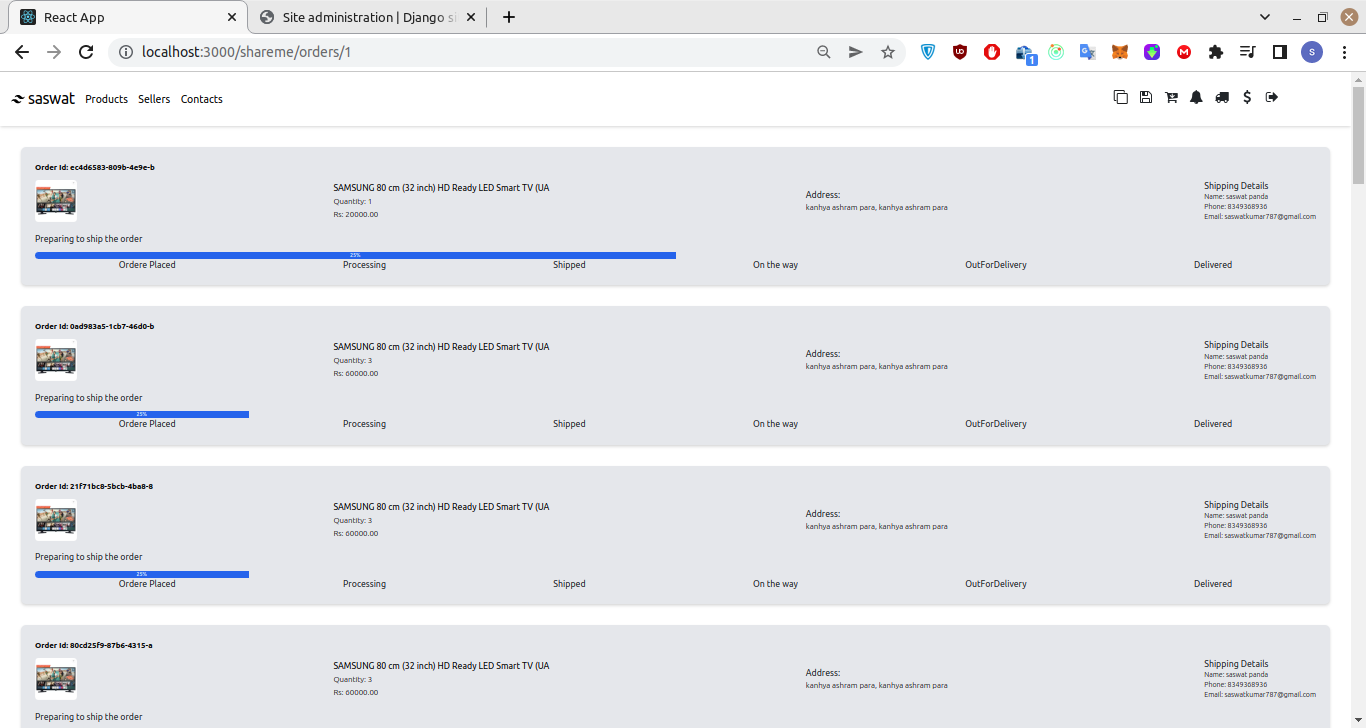 React App
Site administration | Django si
localhost:3000/shareme/orders/1
1
S
saswat Products Sellers Contacts
Order Id: ec4d6583-809b-4e9e-b
SAMSUNG 80 cm (32 inch) HD Ready LED Smart TV (UA
Quantity: 1
Rs: 20000.00
Address:
kanhya ashram para, kanhya ashram para
Shipping Details
Name: saswat panda
Phone: 8349368936
Email: saswatkumar787@gmail.com
Preparing to ship the order
25%
Ordere Placed Processing Shipped On the way OutForDelivery Delivered
Order Id: 0ad983a5-1cb7-46d0-b
SAMSUNG 80 cm (32 inch) HD Ready LED Smart TV (UA
Quantity: 3
Rs: 60000.00
Address:
kanhya ashram para, kanhya ashram para
Shipping Details
Name: saswat panda
Phone: 8349368936
Email: saswatkumar787@gmail.com
Preparing to ship the order
25%
Ordere Placed Processing Shipped On the way OutForDelivery Delivered
Order Id: 21f71bc8-5bcb-4ba8-8
SAMSUNG 80 cm (32 inch) HD Ready LED Smart TV (UA
Quantity: 3
Rs: 60000.00
Address:
kanhya ashram para, kanhya ashram para
Shipping Details
Name: saswat panda
Phone: 8349368936
Email: saswatkumar787@gmail.com
Preparing to ship the order
25%
Ordere Placed Processing Shipped On the way OutForDelivery Delivered
Order Id: 80cd25f9-87b6-4315-a
SAMSUNG 80 cm (32 inch) HD Ready LED Smart TV (UA
Quantity: 3
Rs: 60000.00
Address:
kanhya ashram para, kanhya ashram para
Shipping Details
Name: saswat panda
Phone: 8349368936
Email: saswatkumar787@gmail.com
Preparing to ship the order